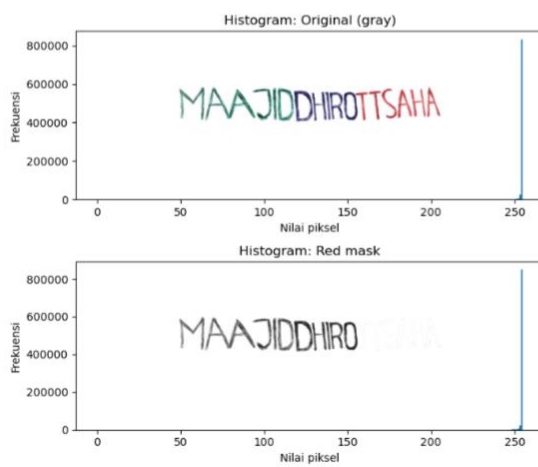 Histogram: Original (gray)
800000
600000
400000
200000
0
Frekuensi
MAAJIDDHIROTTSAHA
0 50 100 150 200 250
Nilai piksel
Histogram: Red mask
800000
600000
400000
200000
0
Frekuensi
MAAJIDDHIROTTSAHA
0 50 100 150 200 250
Nilai piksel